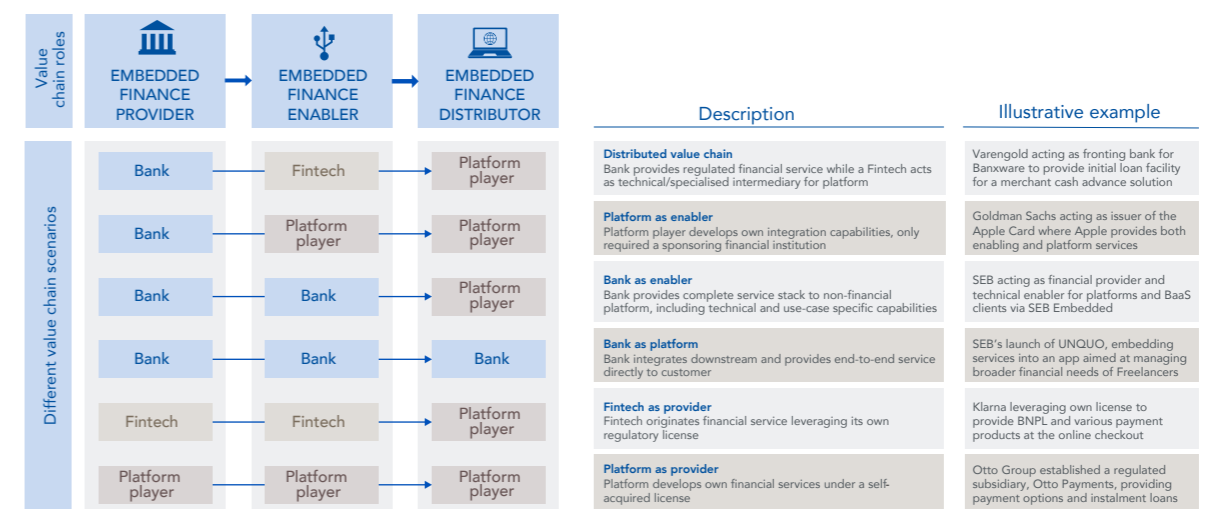 Value
chain roles
EMBEDDED
FINANCE
PROVIDER
EMBEDDED
FINANCE
ENABLER
EMBEDDED
FINANCE
DISTRIBUTOR
Description
Illustrative example
Different value chain scenarios
Bank
Fintech
Platform
player
Distributed value chain
Bank provides regulated financial service while a Fintech acts
as technical/specialised intermediary for platform
Varengold acting as fronting bank for
Banxware to provide initial loan facility
for a merchant cash advance solution
Bank
Platform
player
Platform
player
Platform as enabler
Platform player develops own integration capabilities, only
required a sponsoring financial institution
Goldman Sachs acting as issuer of the
Apple Card where Apple provides both
enabling and platform services
Bank
Bank
Platform
player
Bank as enabler
Bank provides complete service stack to non-financial
platform, including technical and use-case specific capabilities
SEB acting as financial provider and
technical enabler for platforms and BaaS
clients via SEB Embedded
Bank
Bank
Bank
Bank as platform
Bank integrates downstream and provides end-to-end service
directly to customer
SEB's launch of UNQUO, embedding
services into an app aimed at managing
broader financial needs of Freelancers
Fintech
Fintech
Platform
player
Fintech as provider
Fintech originates financial service leveraging its own
regulatory license
Klarna leveraging own license to
provide BNPL and various payment
products at the online checkout
Platform
player
Platform
player
Platform
player
Platform as provider
Platform develops own financial services under a self-
acquired license
Otto Group established a regulated
subsidiary, Otto Payments, providing
payment options and instalment loans